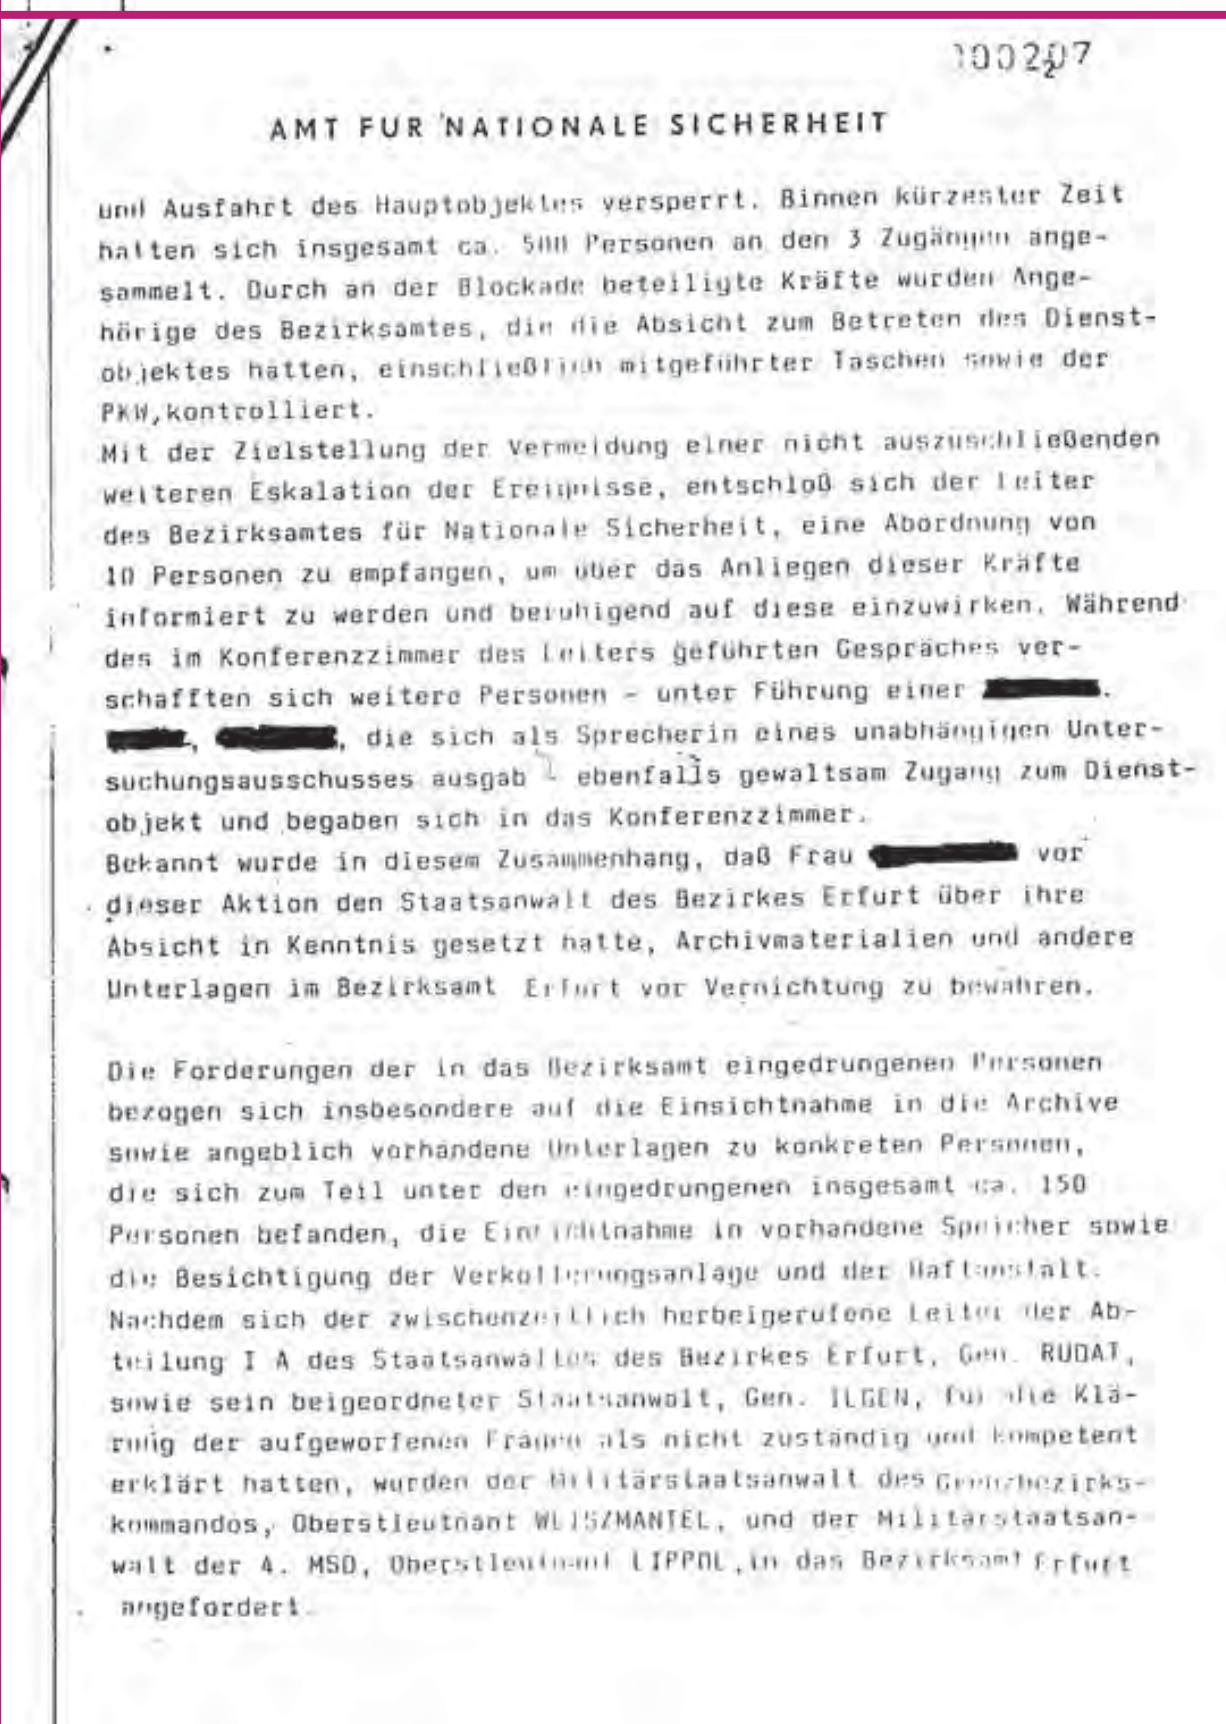 000207
2
AMT FUR NATIONALE SICHERHEIT
und Ausfahrt des Hauptobjektes versperrt. Binnen kürzester Zeit
hatten sich insgesamt ca. 500 Personen an den 3 Zugängen ange-
sammelt. Durch an der Blockade beteiligte Kräfte wurden Ange-
hörige des Bezirksamtes, die die Absicht zum Betreten des Dienst-
objektes hatten, einschließlich mitgeführter Taschen sowie der
PKW,kontrolliert.
Mit der Zielstellung der Vermeidung einer nicht auszuschließenden
weiteren Eskalation der Ereignisse, entschloß sich der Leiter
des Bezirksamtes für Nationale Sicherheit, eine Abordnung von
10 Personen zu empfangen, um über das Anliegen dieser Kräfte
informiert zu werden und beruhigend auf diese einzuwirken. Während
des im Konferenzzimmer des Leiters geführten Gespräches ver-
schafften sich weitere Personen - unter Führung einer .
, , die sich als Sprecherin eines unabhängigen Unter-
suchungsausschusses ausgab - ebenfalls gewaltsam Zugang zum Dienst-
objekt und begaben sich in das Konferenzzimmer.
Bekannt wurde in diesem Zusammenhang, daß Frau vor
dieser Aktion den Staatsanwalt des Bezirkes Erfurt über ihre
Absicht in Kenntnis gesetzt hatte, Archivmaterialien und andere
Unterlagen im Bezirksamt Erfurt vor Vernichtung zu bewahren.
Die Forderungen der in das Bezirksamt eingedrungenen Personen
bezogen sich insbesondere auf die Einsichtnahme in die Archive
sowie angeblich vorhandene Unterlagen zu konkreten Personen,
die sich zum Teil unter den eingedrungenen insgesamt ca. 150
Personen befanden, die Einsichtnahme in vorhandene Speicher sowie
die Besichtigung der Verkollerungsanlage und der Haftanstalt.
Nachdem sich der zwischenzeitlich herbeigerufene Leiter der Ab-
teilung I A des Staatsanwaltes des Bezirkes Erfurt, Gen. RUDAT,
sowie sein beigeordneter Staatsanwalt, Gen. ILGEN, für die Klä-
rung der aufgeworfenen Fragen als nicht zuständig und kompetent
erklärt hatten, wurden der Militärstaatsanwalt des Grenzbezirks-
kommandos, Oberstleutnant WEISZMANTEL, und der Militärstaatsan-
walt der 4. MSD, Oberstleutnant LIPPOL,in das Bezirksamt Erfurt
angefordert.